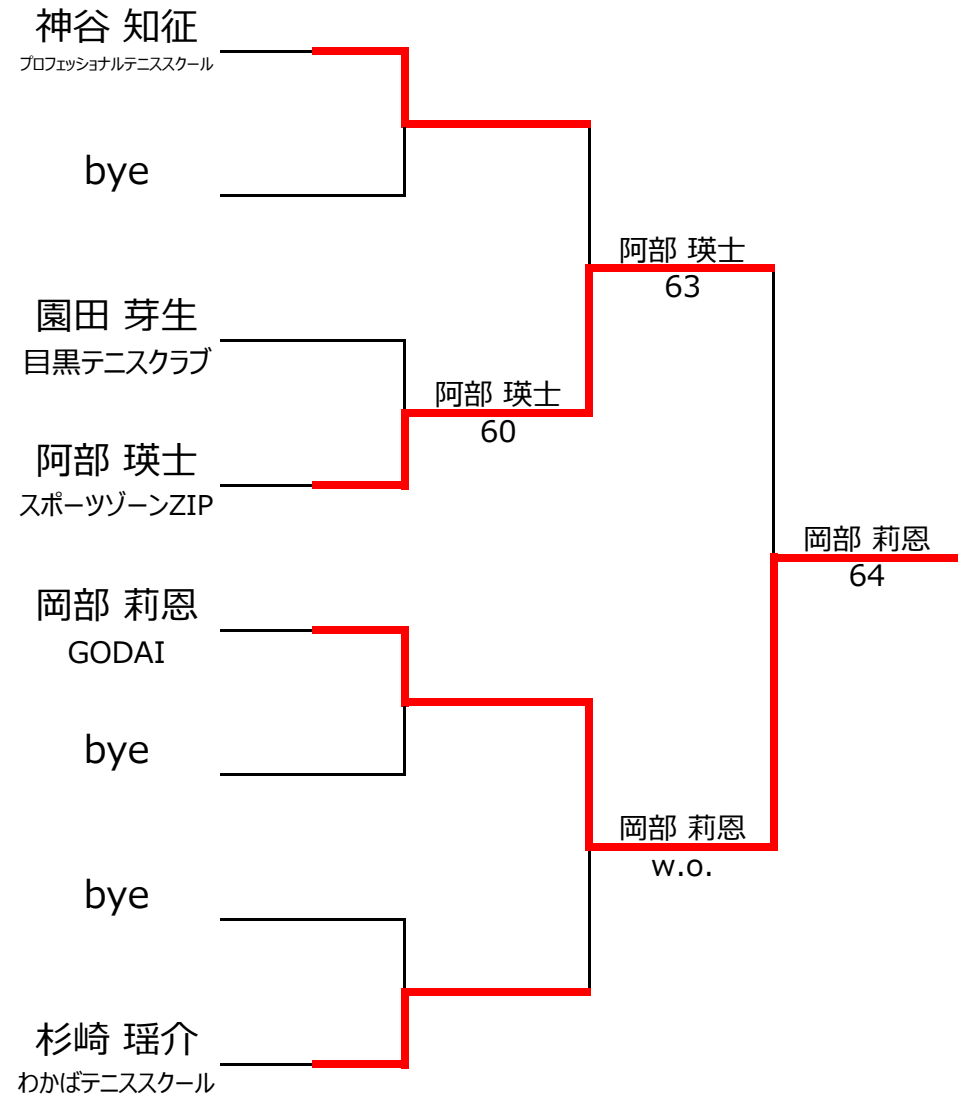 神谷 知征
プロフェッショナルテニススクール
bye
阿部 瑛士
63
園田 芽生
目黒テニスクラブ
阿部 瑛士
60
阿部 瑛士
スポーツゾーンZIP
岡部 莉恩
64
岡部 莉恩
GODAI
bye
岡部 莉恩
w.o.
bye
杉崎 瑶介
わかばテニススクール